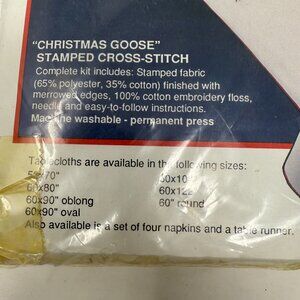 "CHRISTMAS GOOSE"
STAMPED CROSS-STITCH
Complete kit includes: Stamped fabric
(65% polyester, 35% cotton) finished with
merrowed edges, 100% cotton embroidery floss,
needle and easy-to-follow instructions.
Machine washable - permanent press
Tablecloths are available in the following sizes:
60x80"
60x90" oblong
60" round
60x90" oval
Also available is a set of four napkins and a table runner.